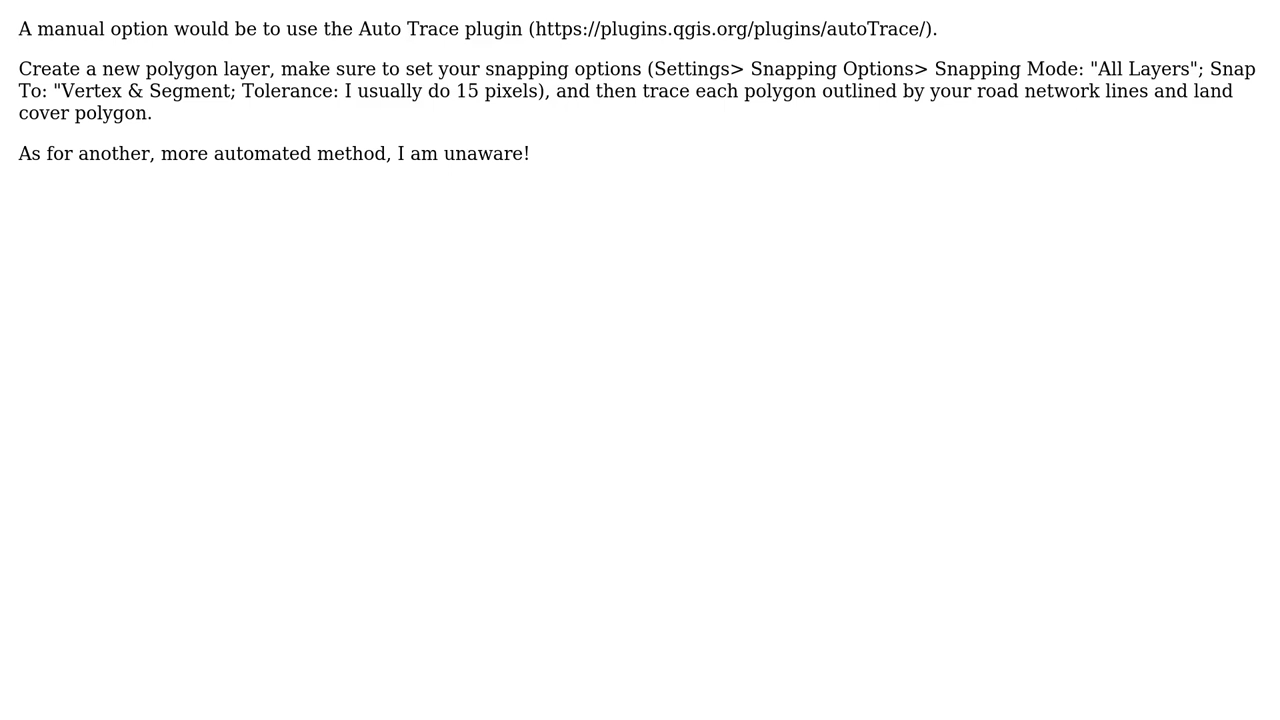 A manual option would be to use the Auto Trace plugin (https://plugins.qgis.org/plugins/autoTrace/).
Create a new polygon layer, make sure to set your snapping options (Settings> Snapping Options> Snapping Mode: "All Layers"; Snap
To: "Vertex & Segment; Tolerance: I usually do 15 pixels), and then trace each polygon outlined by your road network lines and land
cover polygon.
As for another, more automated method, I am unaware!